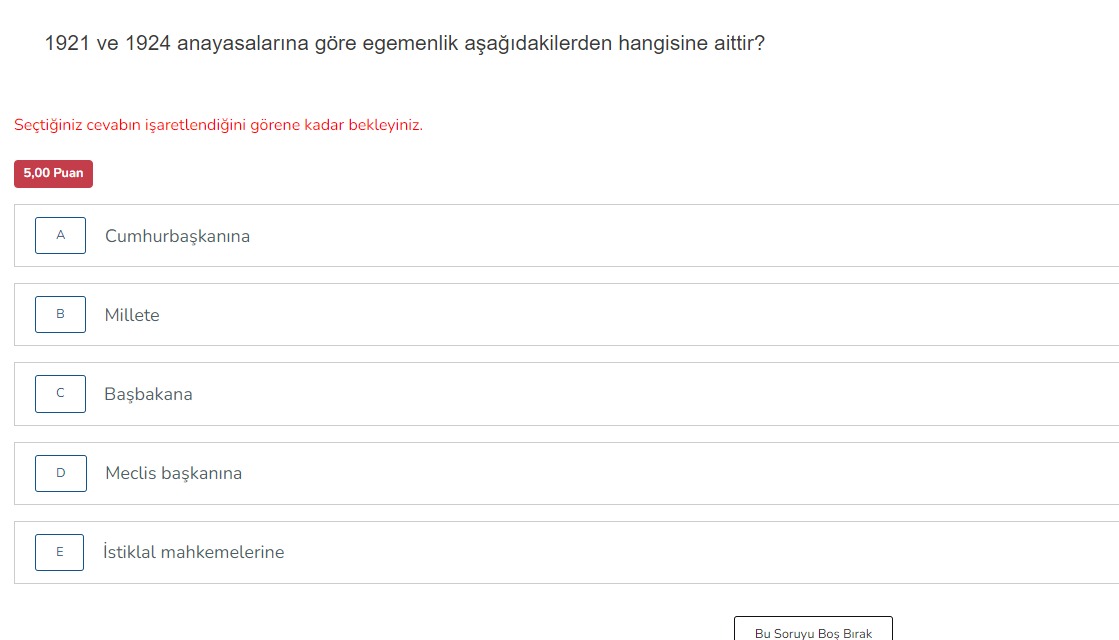 1921 ve 1924 anayasalarına göre egemenlik aşağıdakilerden hangisine aittir?
Seçtiğiniz cevabın işaretlendiğini görene kadar bekleyiniz.
5,00 Puan
A Cumhurbaşkanına
B Millete
C Başbakana
D Meclis başkanına
E İstiklal mahkemelerine
Bu Soruyu Boş Bırak